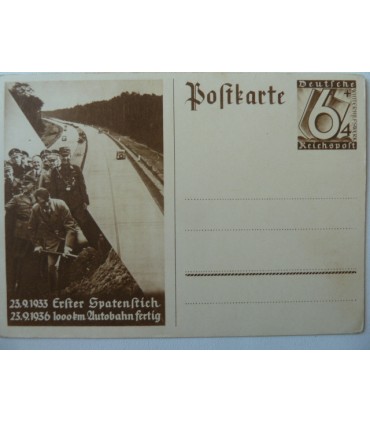 Postkarte
Deutsche
6+4
Reichspost
23.9.1933 Erster Spatenstich
23.9.1936 1000 km Autobahn fertig